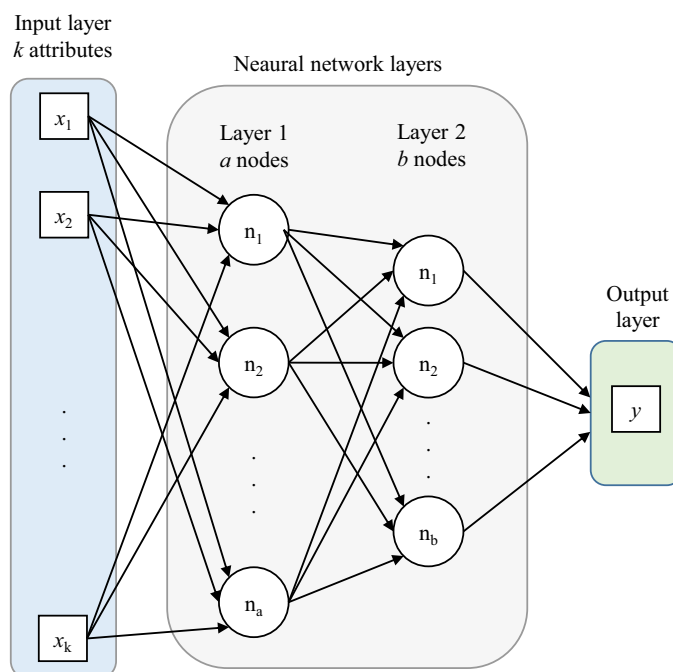 Input layer
k attributes
x1
x2
.
.
.
xk
Neaural network layers
Layer 1
a nodes
n1
n2
.
.
.
na
Layer 2
b nodes
n1
n2
.
.
.
nb
Output
layer
y